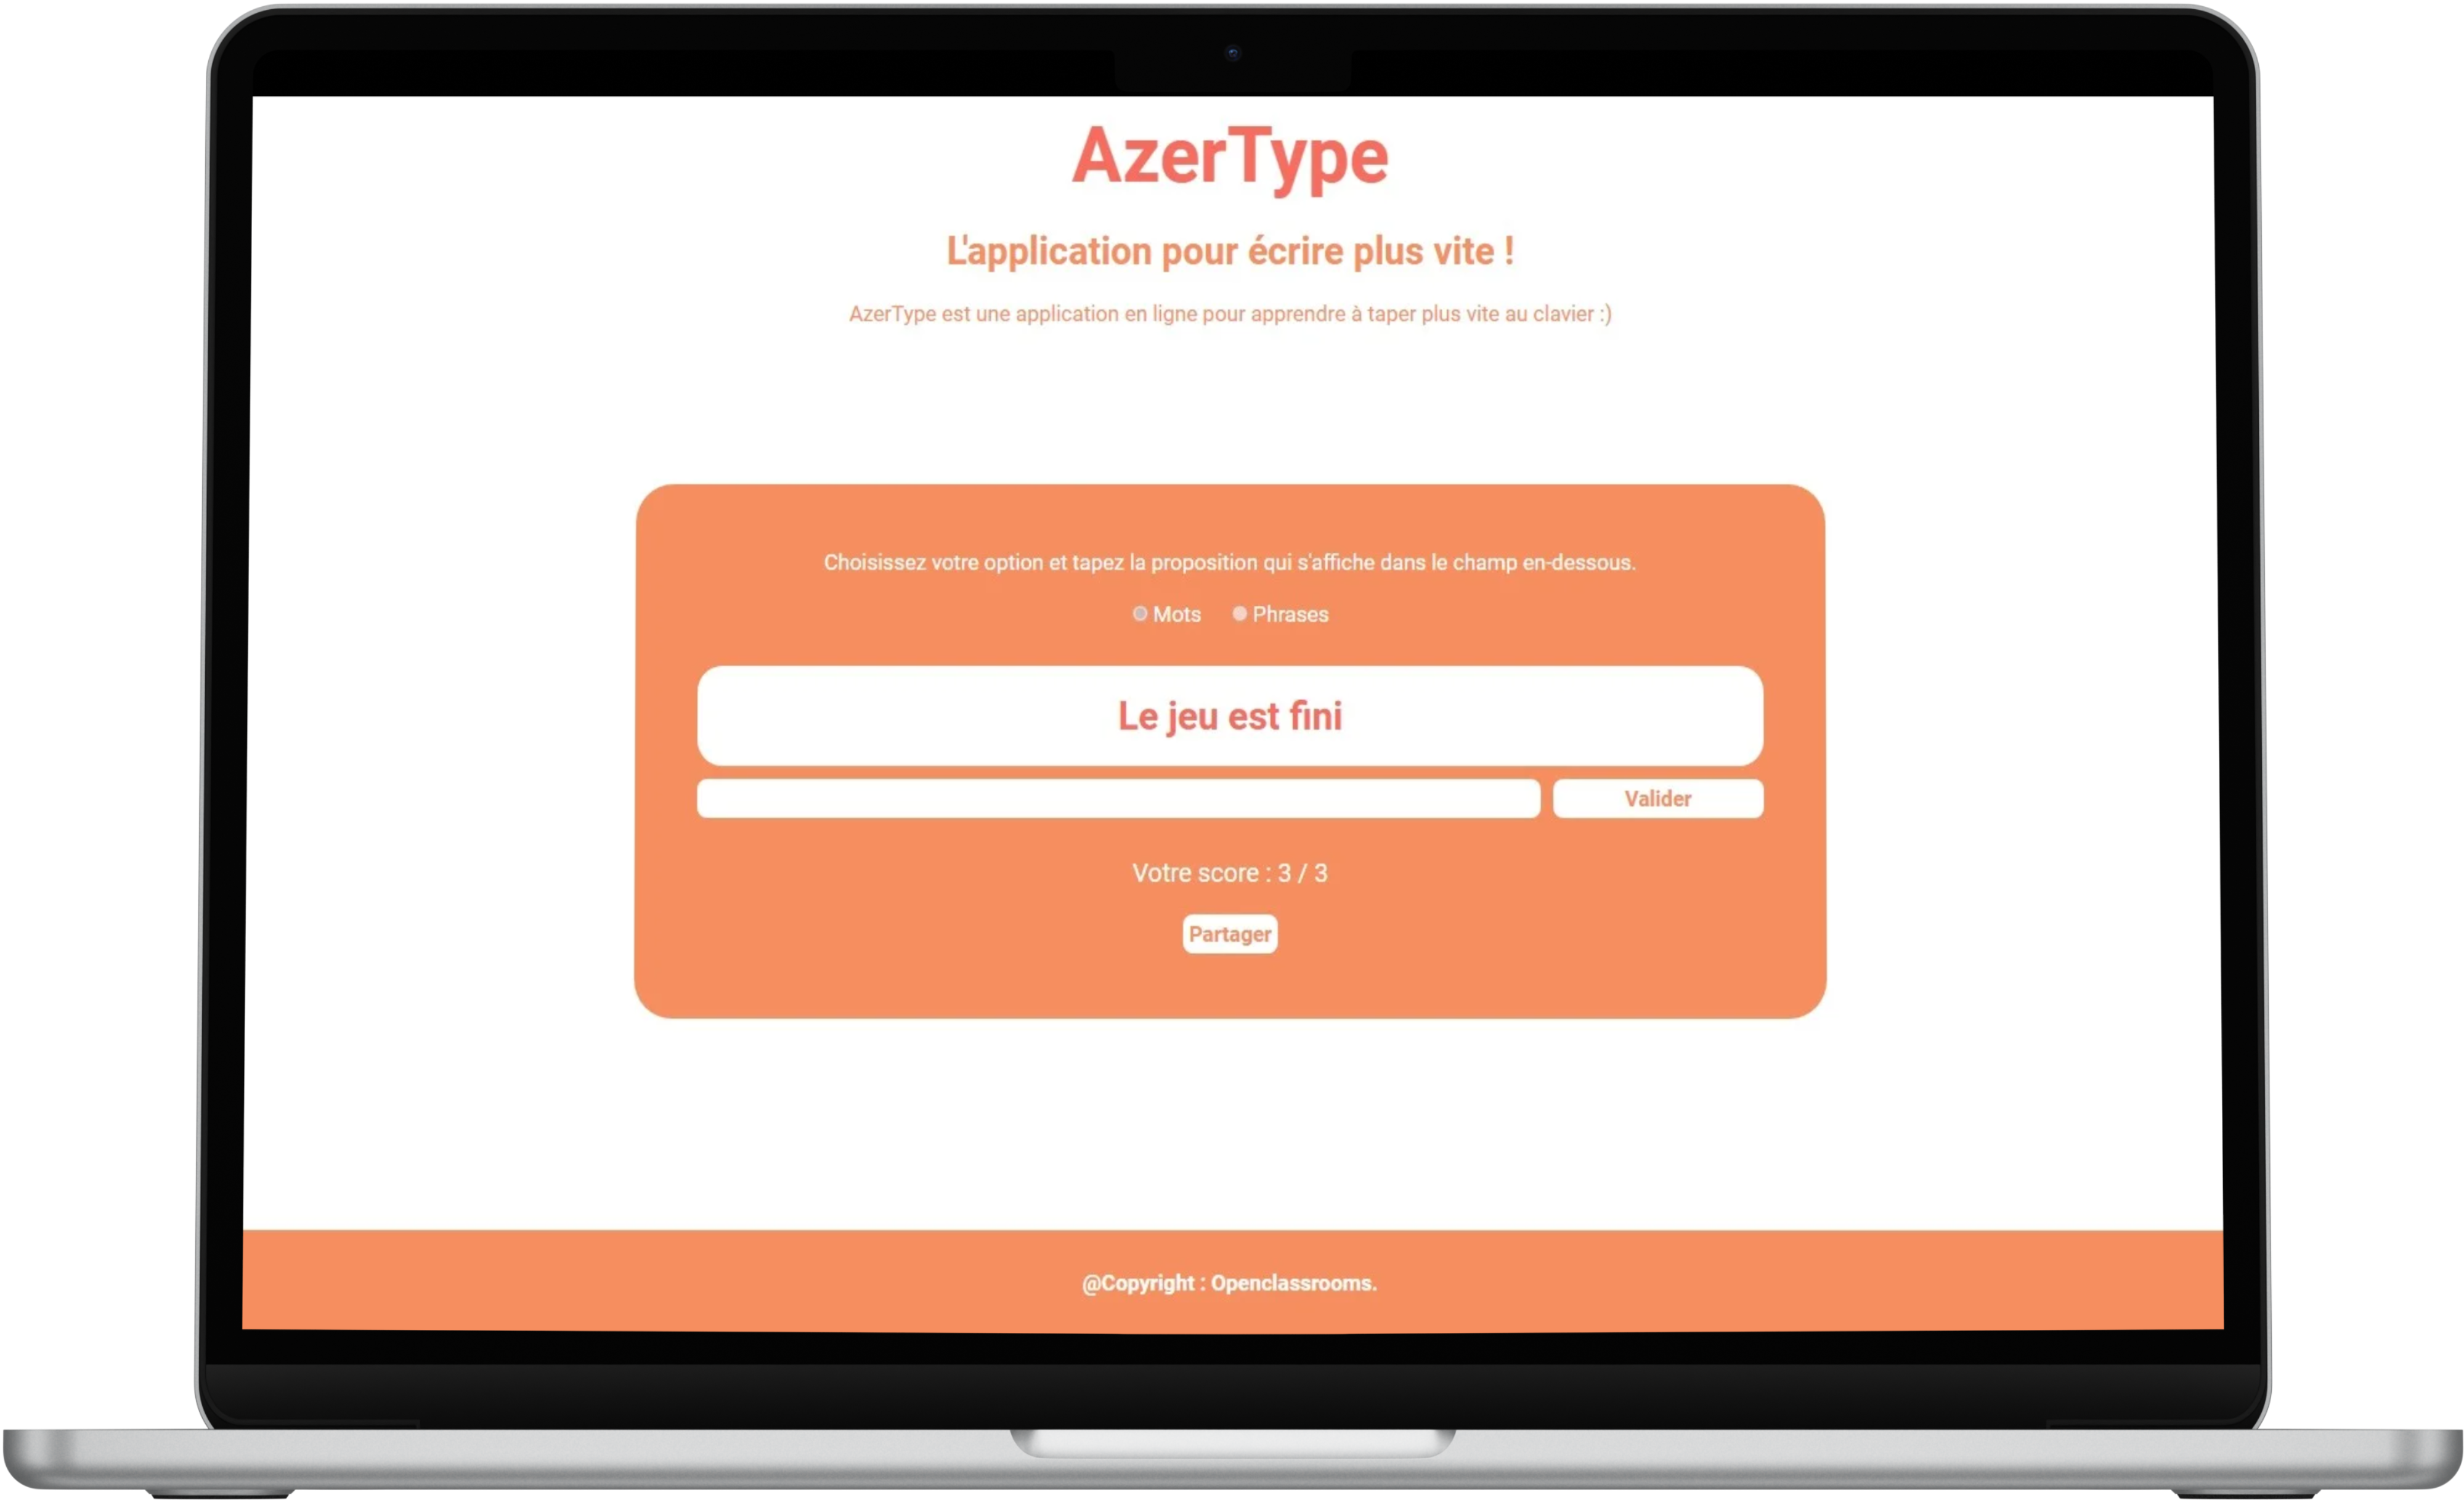 AzerType
L'application pour écrire plus vite !
AzerType est une application en ligne pour apprendre à taper plus vite au clavier :)
Choisissez votre option et tapez la proposition qui s'affiche dans le champ en-dessous.
Mots Phrases
Le jeu est fini
Valider
Votre score : 3 / 3
Partager
@Copyright : Openclassrooms.